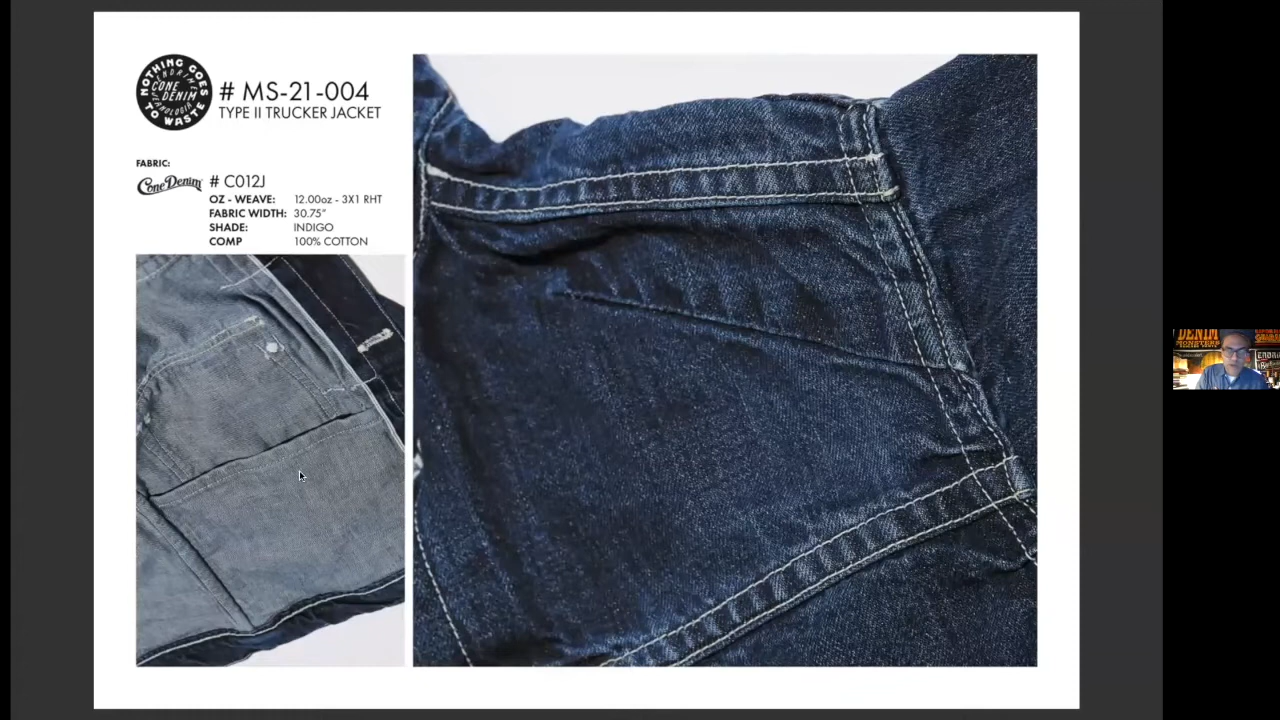 NOTHING GOES
CONE DENIM
TO WASTE
# MS-21-004
TYPE II TRUCKER JACKET
FABRIC:
Cone Denim
# C012J
OZ - WEAVE: 12.00oz - 3X1 RHT
FABRIC WIDTH: 30.75"
SHADE: INDIGO
COMP 100% COTTON
DENIM